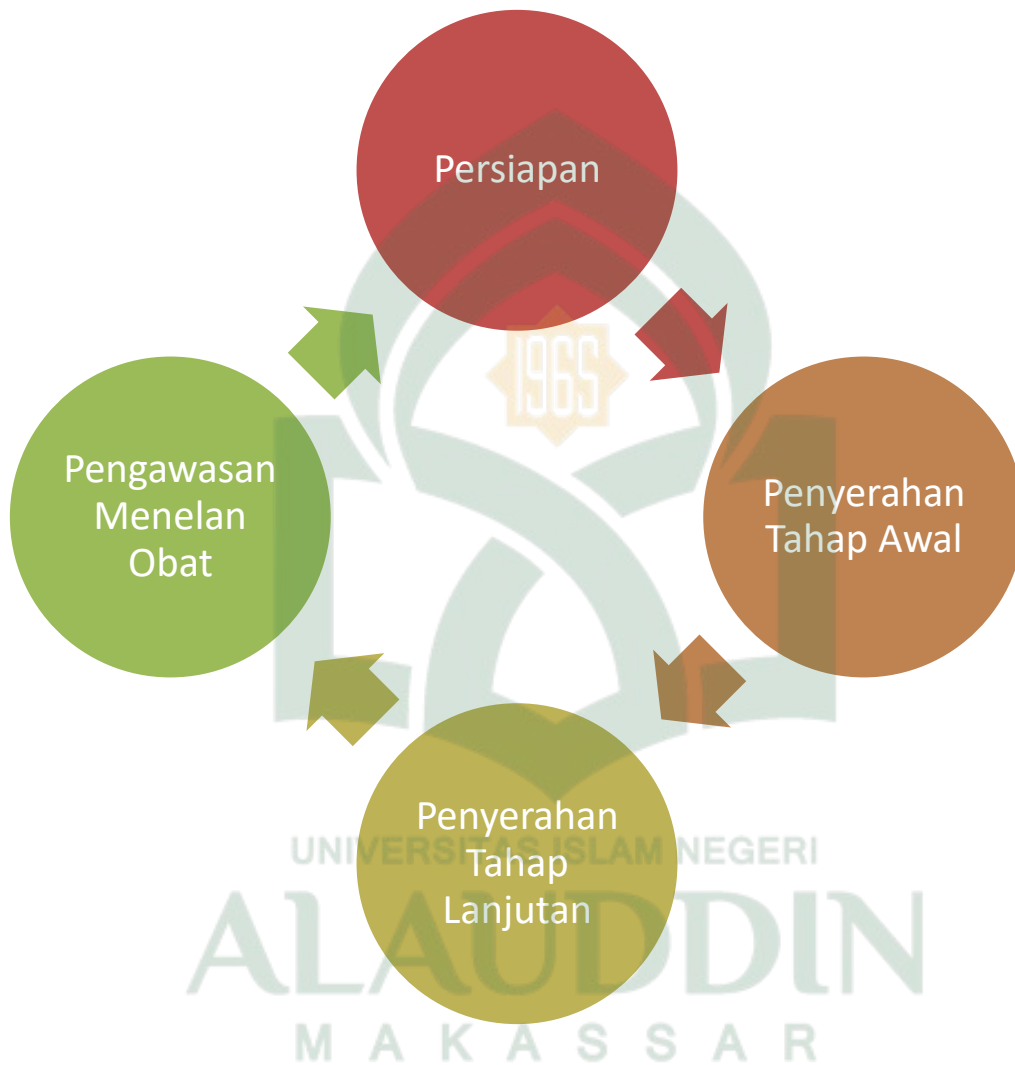 Persiapan
1965
Pengawasan
Menelan
Obat
Penyerahan
Tahap Awal
Penyerahan
Tahap
Lanjutan
UNIVERSITAS ISLAM NEGERI
ALAUDDIN
MAKASSAR